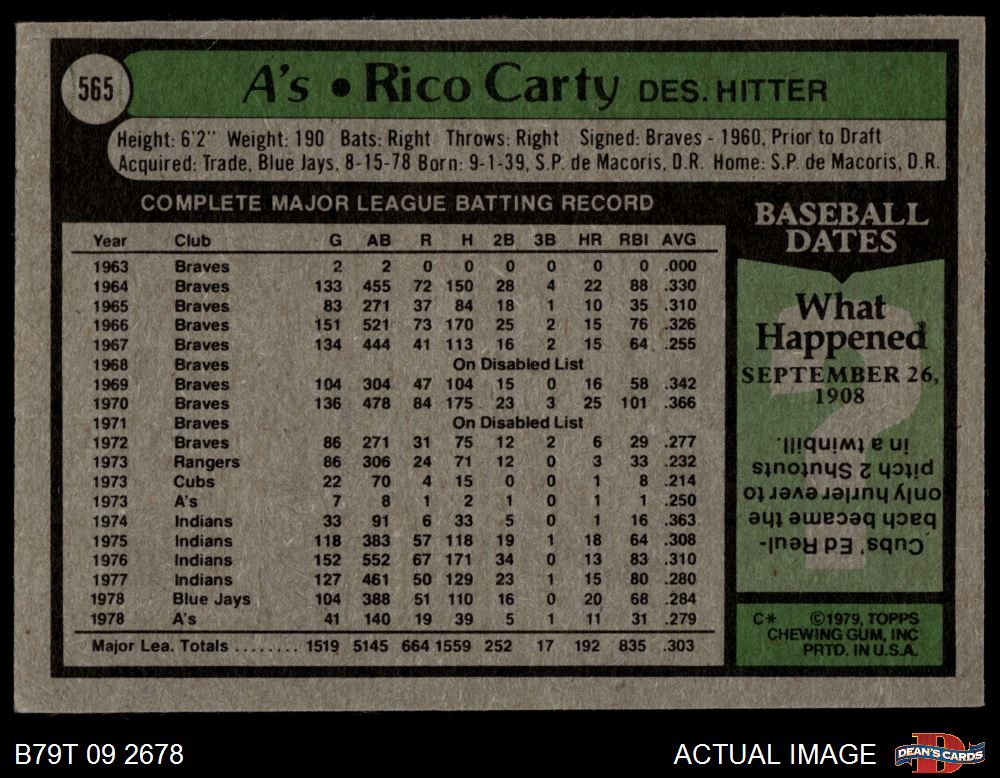 565
A's • Rico Carty DES. HITTER
Height: 6'2" Weight: 190 Bats: Right Throws: Right Signed: Braves - 1960, Prior to Draft
Acquired: Trade, Blue Jays, 8-15-78 Born: 9-1-39, S.P. de Macoris, D.R. Home: S.P. de Macoris, D.R.
COMPLETE MAJOR LEAGUE BATTING RECORD
Year Club G AB R H 2B 3B HR RBI AVG
1963 Braves 2 2 0 0 0 0 0 0 .000
1964 Braves 133 455 72 150 28 4 22 88 .330
1965 Braves 83 271 37 84 18 1 10 35 .310
1966 Braves 151 521 73 170 25 2 15 76 .326
1967 Braves 134 444 41 113 16 2 15 64 .255
1968 Braves On Disabled List
1969 Braves 104 304 47 104 15 0 16 58 .342
1970 Braves 136 478 84 175 23 3 25 101 .366
1971 Braves On Disabled List
1972 Braves 86 271 31 75 12 2 6 29 .277
1973 Rangers 86 306 24 71 12 0 3 33 .232
1973 Cubs 22 70 4 15 0 0 1 8 .214
1973 A's 7 8 1 2 1 0 1 1 .250
1974 Indians 33 91 6 33 5 0 1 16 .363
1975 Indians 118 383 57 118 19 1 18 64 .308
1976 Indians 152 552 67 171 34 0 13 83 .310
1977 Indians 127 461 50 129 23 1 15 80 .280
1978 Blue Jays 104 388 51 110 16 0 20 68 .284
1978 A's 41 140 19 39 5 1 11 31 .279
Major Lea. Totals ........ 1519 5145 664 1559 252 17 192 835 .303
BASEBALL
DATES
What
Happened
SEPTEMBER 26,
1908
Cubs' Ed Reul-
bach became the
only hurler ever to
pitch 2 Shutouts
in a twinbill.
C* ©1979, TOPPS
CHEWING GUM, INC
PRTD. IN U.S.A.
B79T 09 2678
ACTUAL IMAGE
D
DEAN'S CARDS